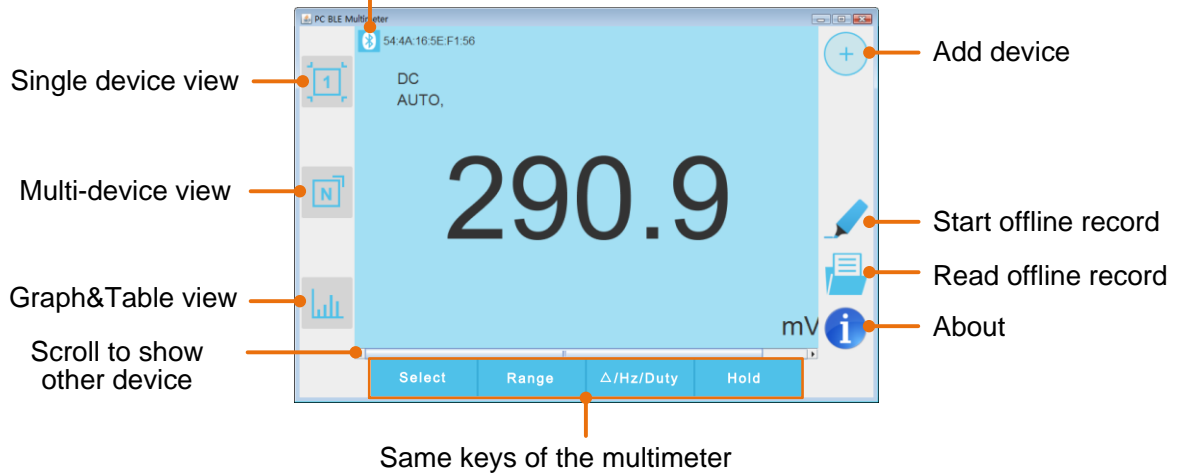 PC BLE Multimeter
54:4A:16:5E:F1:56
Add device
Single device view
1
+
DC
AUTO,
290.9
Multi-device view
N
Start offline record
Read offline record
Graph&Table view
mV
i
About
Scroll to show
other device
Select Range △/Hz/Duty Hold
Same keys of the multimeter